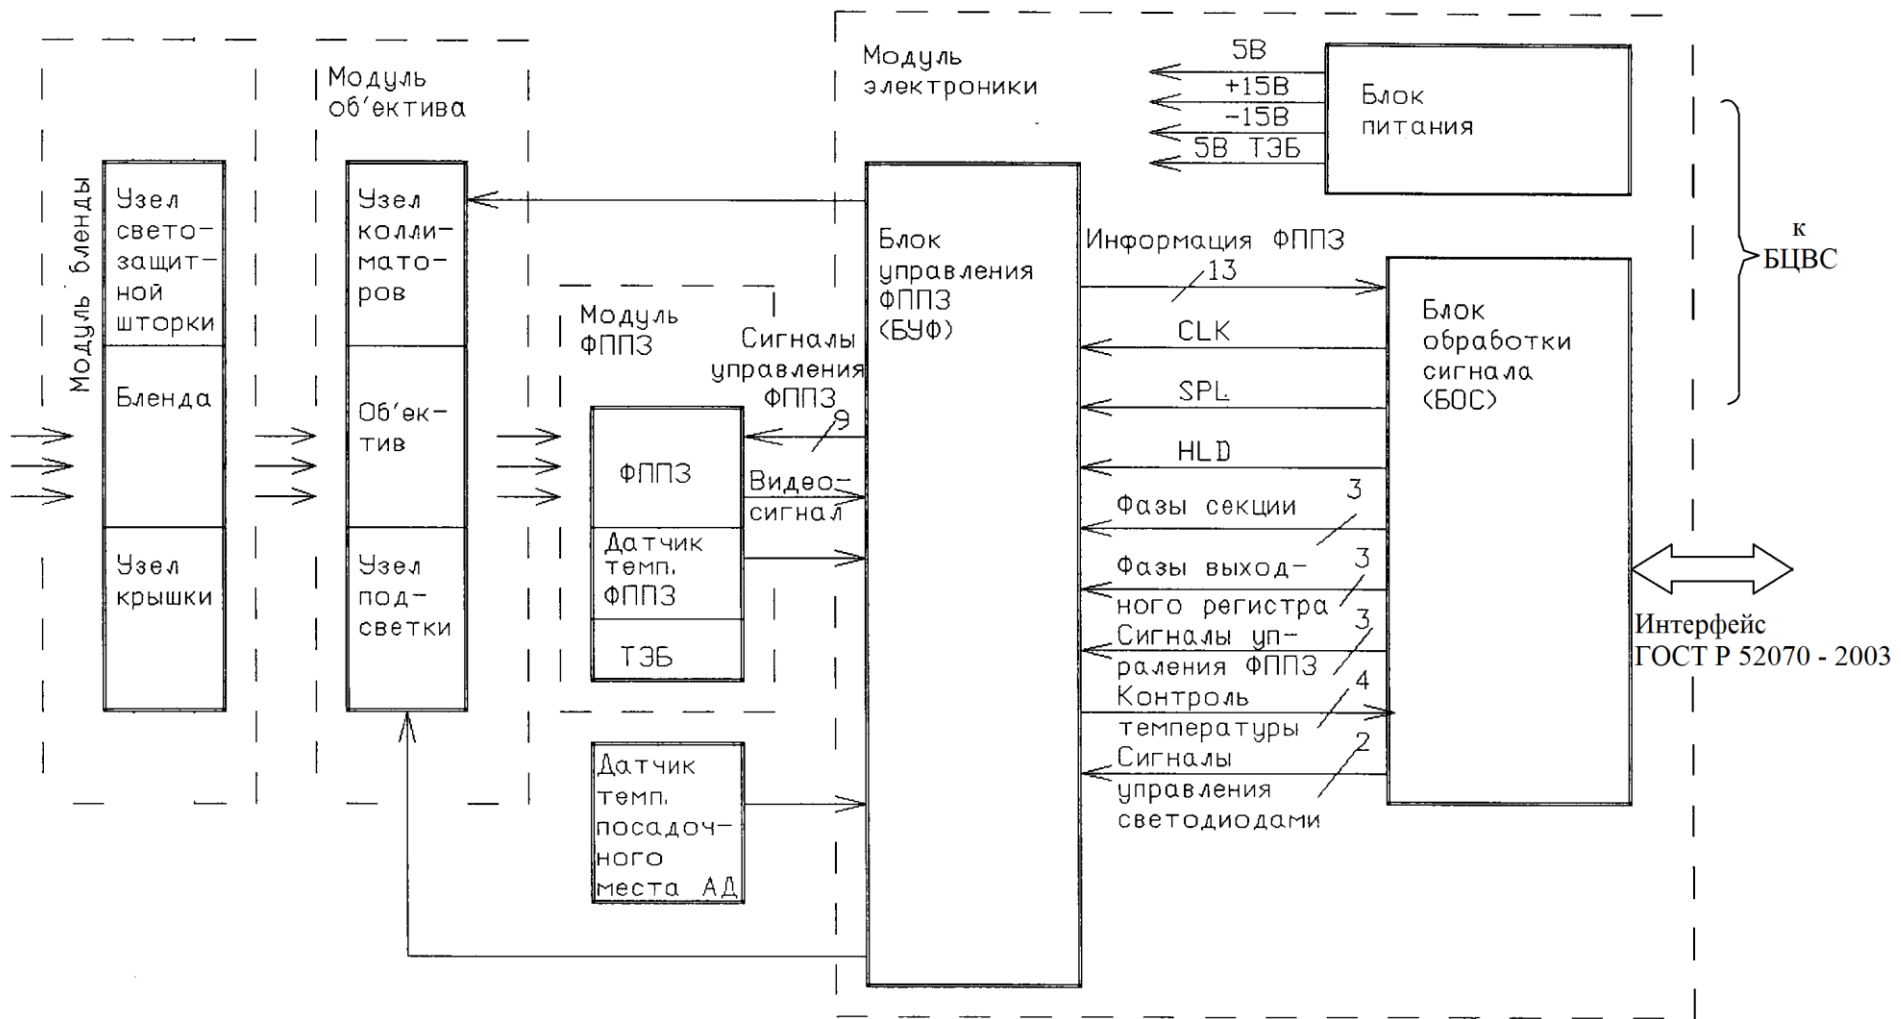 Модуль бленды
Узел
свето-
защит-
ной
шторки
Бленда
Узел
крышки
Модуль
об'ектива
Узел
колли-
мато-
ров
Об'ек-
тив
Узел
под-
светки
Модуль
ФППЗ
ФППЗ
Датчик
темп.
ФППЗ
ТЭБ
Датчик
темп.
посадоч-
ного
места АД
Сигналы
управления
ФППЗ
9
Видео-
сигнал
Модуль
электроники
Блок
управления
ФППЗ
(БУФ)
5В
+15В
-15В
5В ТЭБ
Блок
питания
Информация ФППЗ
13
CLK
SPL
HLD
Фазы секции
3
Фазы выход-
ного регистра
3
Сигналы уп-
раления ФППЗ
3
Контроль
температуры
4
Сигналы
управления
светодиодами
2
Блок
обработки
сигнала
(БОС)
к
БЦВС
Интерфейс
ГОСТ Р 52070 - 2003